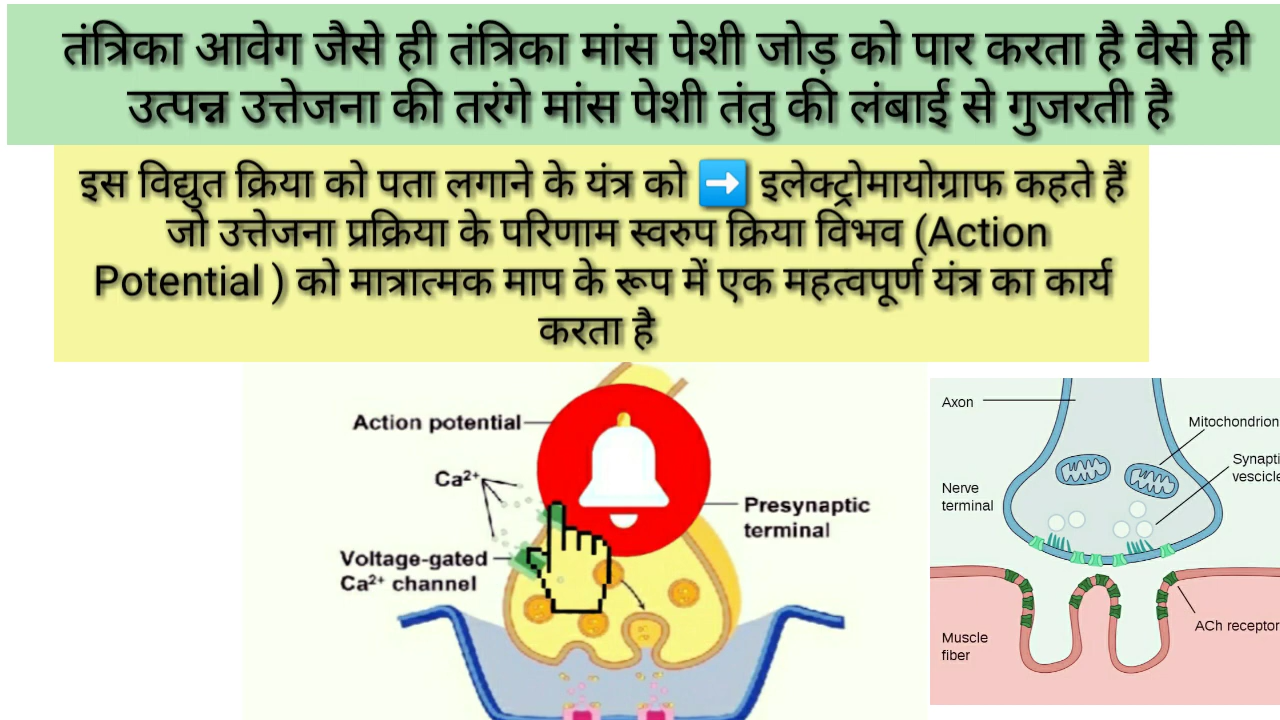 तंत्रिका आवेग जैसे ही तंत्रिका मांस पेशी जोड़ को पार करता है वैसे ही
उत्पन्न उत्तेजना की तरंगे मांस पेशी तंतु की लंबाई से गुजरती है
इस विद्युत क्रिया को पता लगाने के यंत्र को ➡️ इलेक्ट्रोमायोग्राफ कहते हैं
जो उत्तेजना प्रक्रिया के परिणाम स्वरुप क्रिया विभव (Action
Potential ) को मात्रात्मक माप के रूप में एक महत्वपूर्ण यंत्र का कार्य
करता है
Action potential
Ca²⁺
Voltage-gated
Ca²⁺ channel
Presynaptic
terminal
Axon
Mitochondrion
Synapti
vescicle
Nerve
terminal
ACh receptor
Muscle
fiber